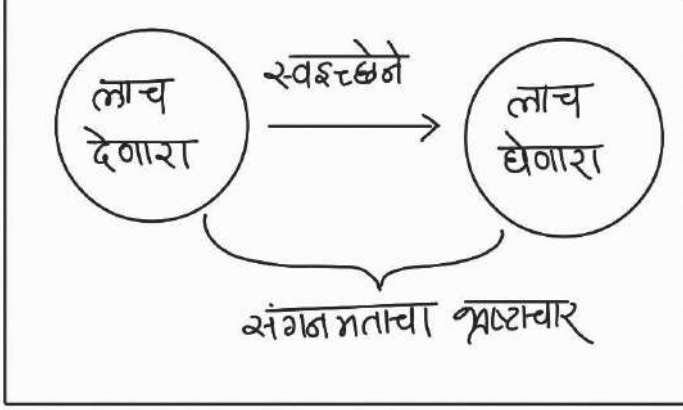 लाच
देणारा
स्वइच्छेने
लाच
घेणारा
संगनमताचा भ्रष्टाचार